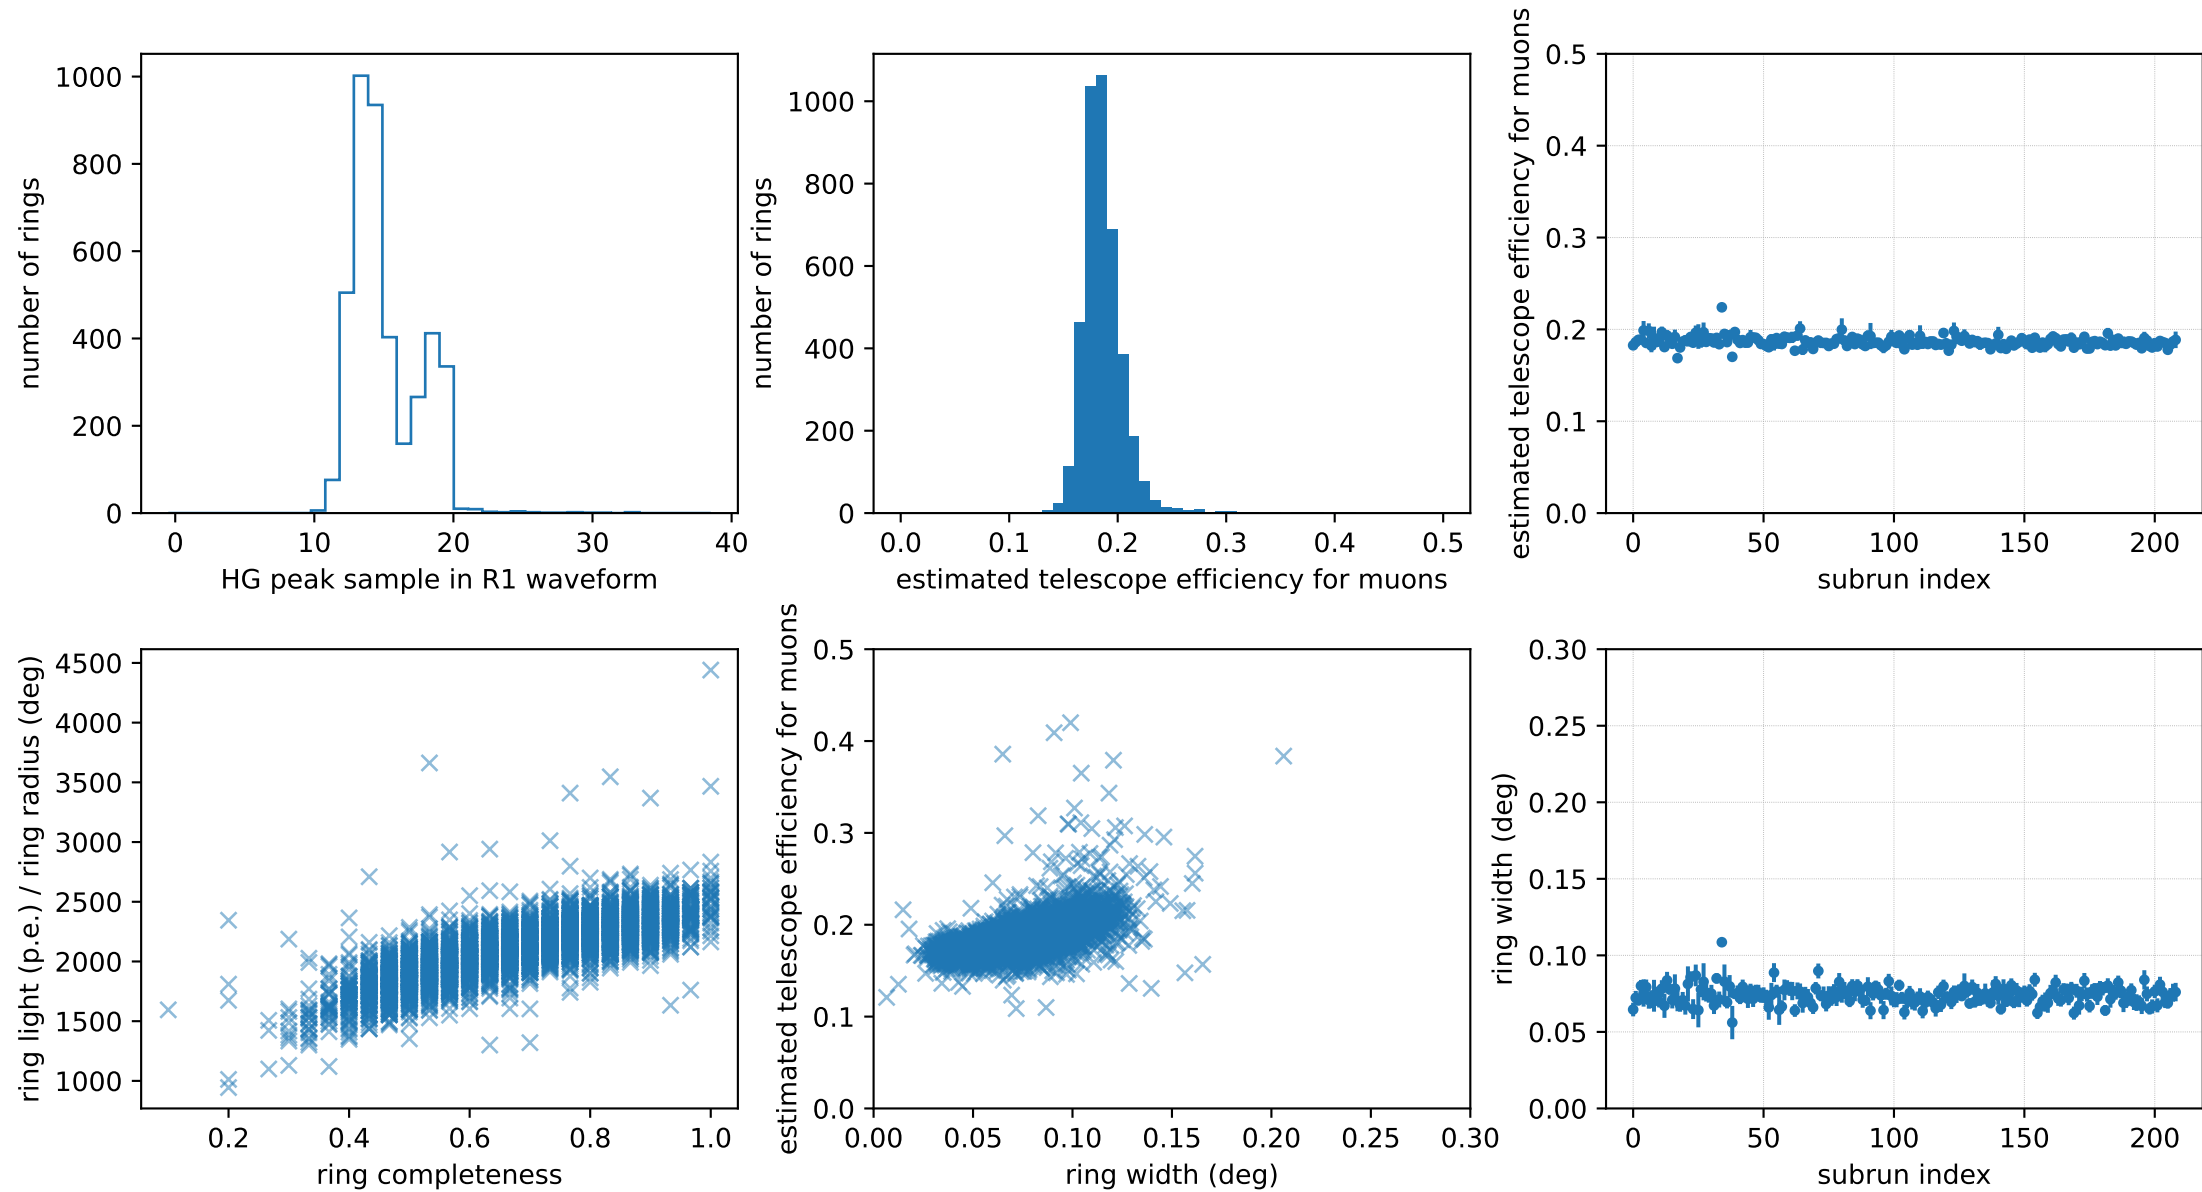 number of rings
1000
800
600
400
200
0
0 10 20 30 40
HG peak sample in R1 waveform
number of rings
1000
800
600
400
200
0
0.0 0.1 0.2 0.3 0.4 0.5
estimated telescope efficiency for muons
estimated telescope efficiency for muons
0.5
0.4
0.3
0.2
0.1
0.0
0 50 100 150 200
subrun index
ring light (p.e.) / ring radius (deg)
4500
4000
3500
3000
2500
2000
1500
1000
0.2 0.4 0.6 0.8 1.0
ring completeness
estimated telescope efficiency for muons
0.5
0.4
0.3
0.2
0.1
0.0
0.00 0.05 0.10 0.15 0.20 0.25 0.30
ring width (deg)
ring width (deg)
0.30
0.25
0.20
0.15
0.10
0.05
0.00
0 50 100 150 200
subrun index